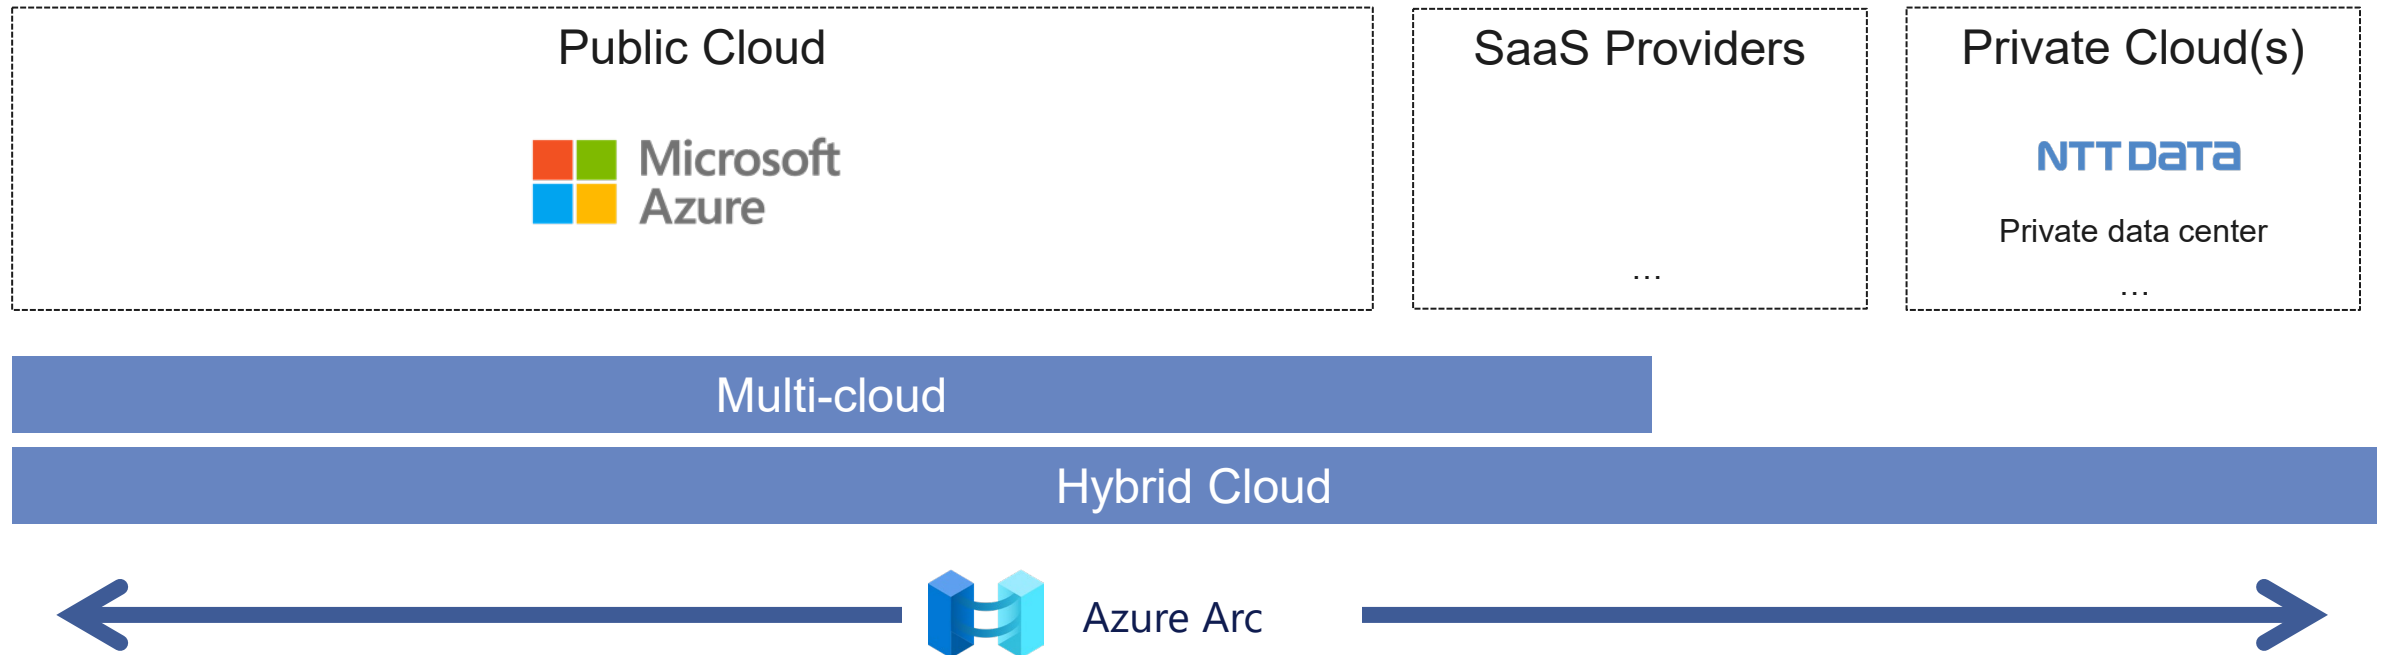 Public Cloud
Microsoft
Azure
SaaS Providers
...
Private Cloud(s)
NTT DATA
Private data center
...
Multi-cloud
Hybrid Cloud
Azure Arc